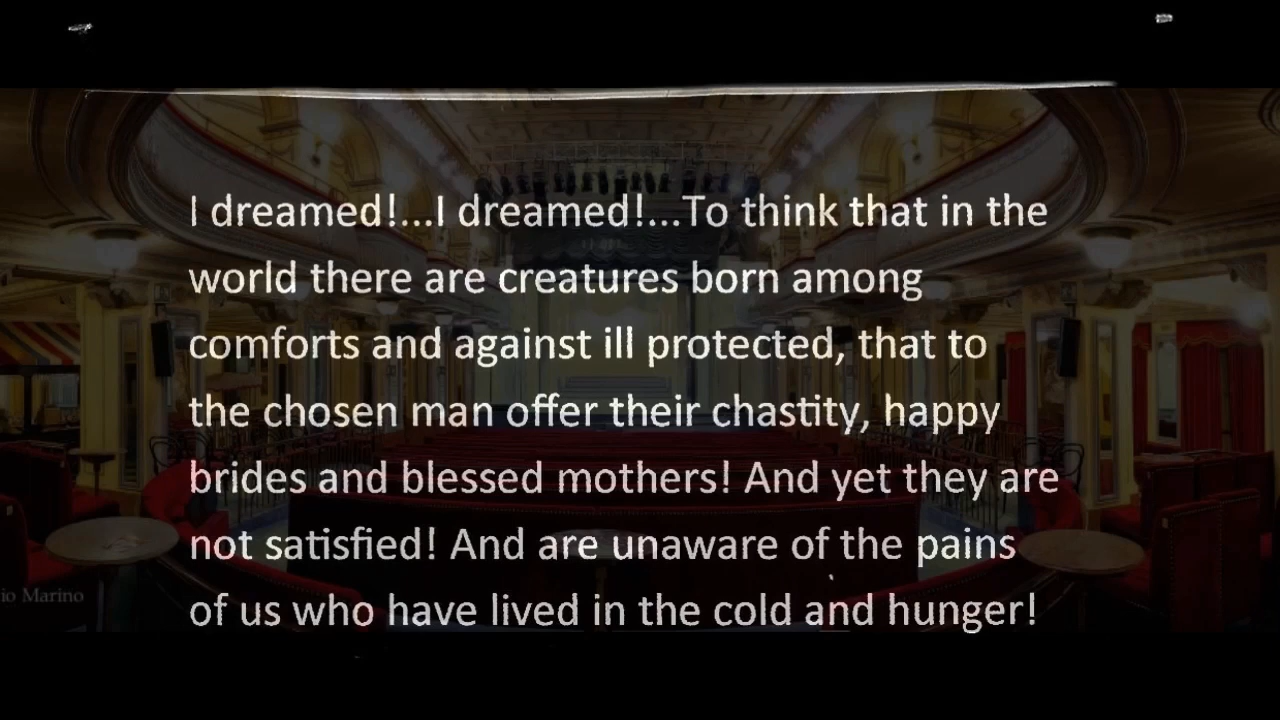 I dreamed!...I dreamed!...To think that in the
world there are creatures born among
comforts and against ill protected, that to
the chosen man offer their chastity, happy
brides and blessed mothers! And yet they are
not satisfied! And are unaware of the pains
io Marino
of us who have lived in the cold and hunger!